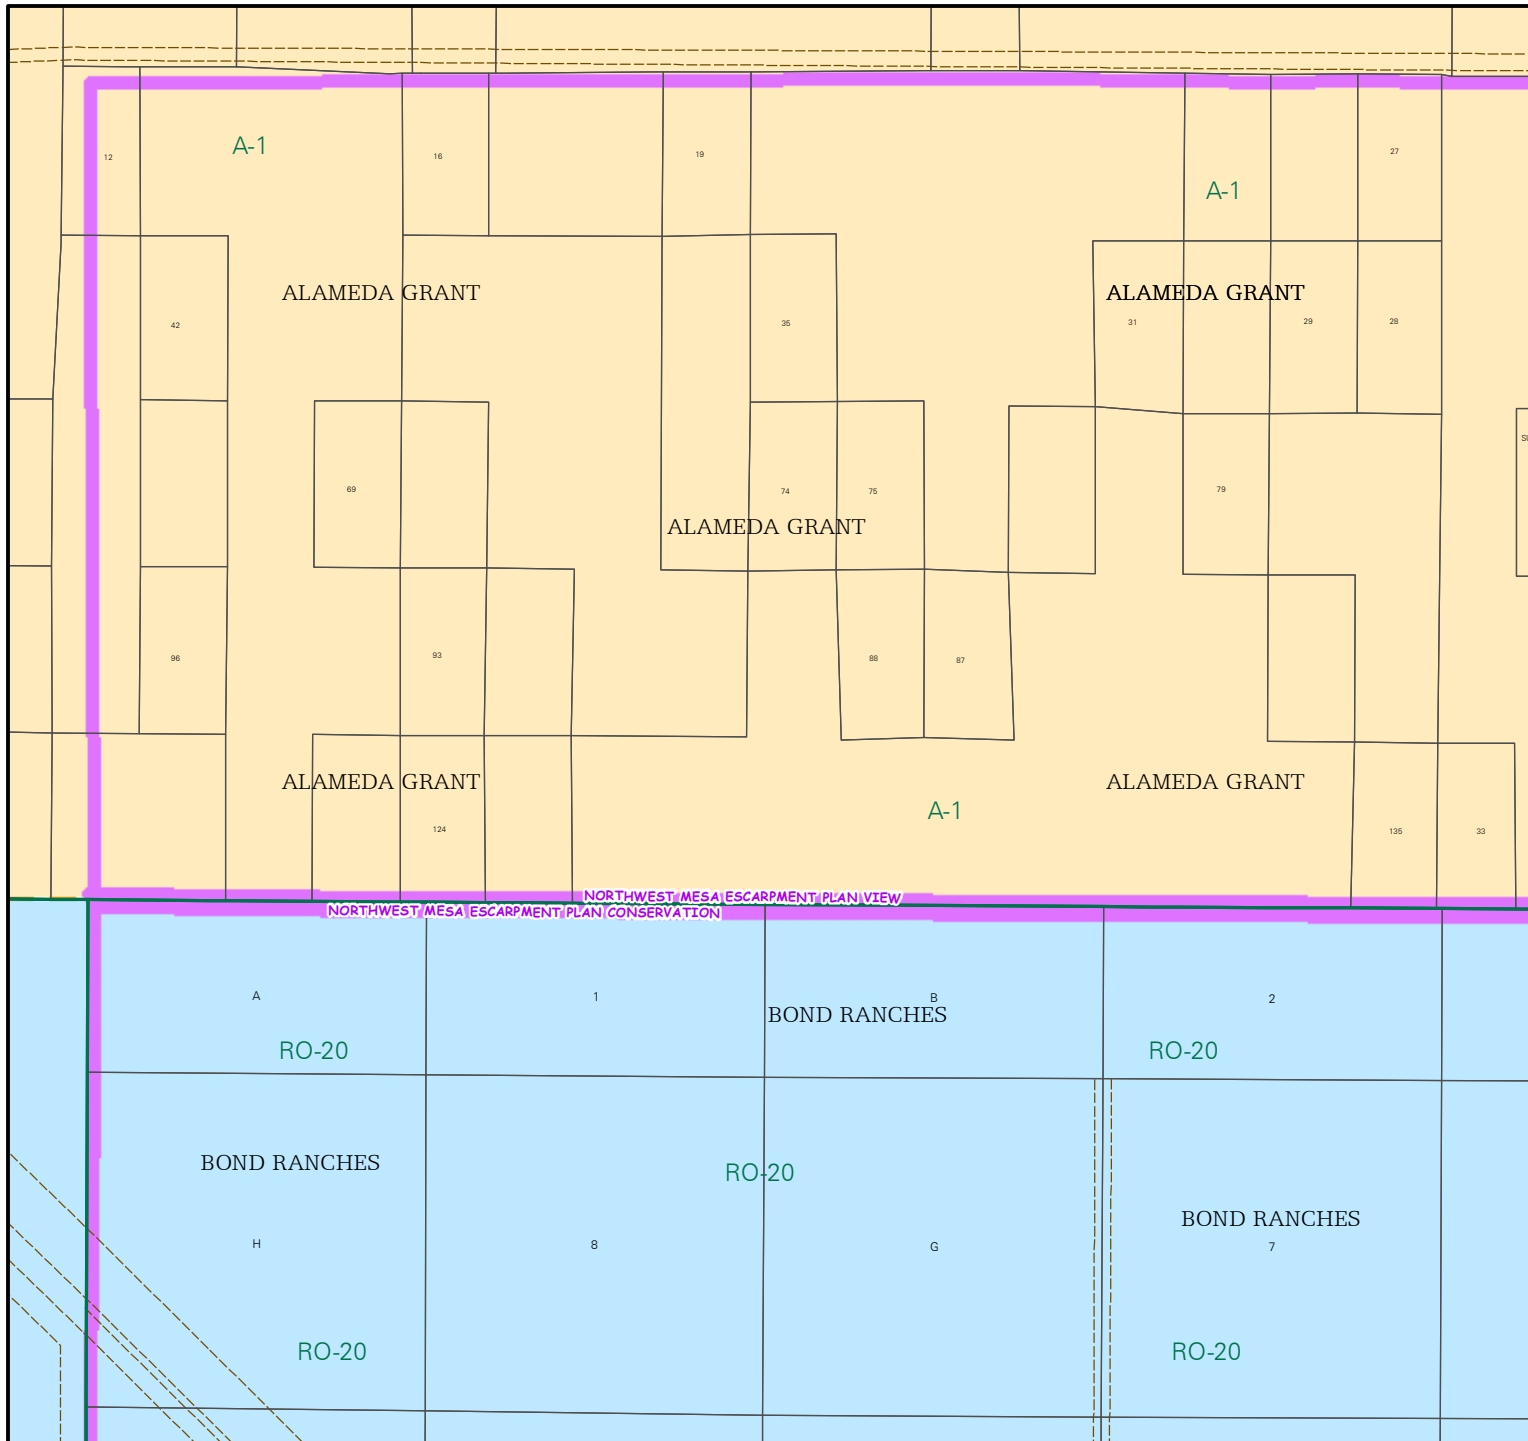 A-1
12
16
19
27
A-1
ALAMEDA GRANT
ALAMEDA GRANT
42
35
31
29
28
69
74
75
79
ALAMEDA GRANT
96
93
88
87
ALAMEDA GRANT
ALAMEDA GRANT
A-1
124
135
33
NORTHWEST MESA ESCARPMENT PLAN VIEW
NORTHWEST MESA ESCARPMENT PLAN CONSERVATION
A
1
B
2
BOND RANCHES
RO-20
RO-20
BOND RANCHES
RO-20
BOND RANCHES
H
8
G
7
RO-20
RO-20